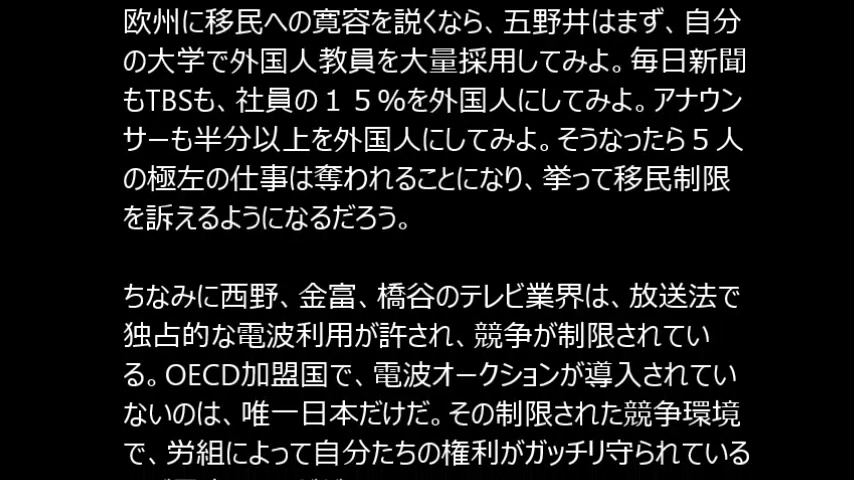 欧州に移民への寛容を説くなら、五野井はまず、自分
の大学で外国人教員を大量採用してみよ。毎日新聞
もTBSも、社員の１５％を外国人にしてみよ。アナウン
サーも半分以上を外国人にしてみよ。そうなったら５人
の極左の仕事は奪われることになり、挙って移民制限
を訴えるようになるだろう。
ちなみに西野、金富、橋谷のテレビ業界は、放送法で
独占的な電波利用が許され、競争が制限されてい
る。OECD加盟国で、電波オークションが導入されてい
ないのは、唯一日本だけだ。その制限された競争環境
で、労組によって自分たちの権利がガッチリ守られている